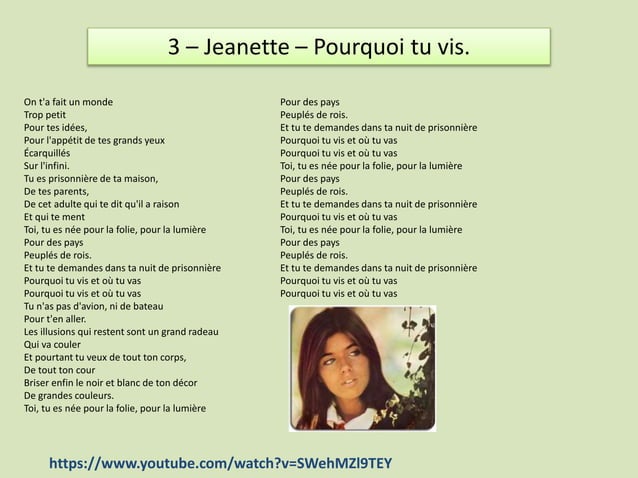 3 – Jeanette – Pourquoi tu vis.
On t'a fait un monde
Trop petit
Pour tes idées,
Pour l'appétit de tes grands yeux
Écarquillés
Sur l'infini.
Tu es prisonnière de ta maison,
De tes parents,
De cet adulte qui te dit qu'il a raison
Et qui te ment
Toi, tu es née pour la folie, pour la lumière
Pour des pays
Peuplés de rois.
Et tu te demandes dans ta nuit de prisonnière
Pourquoi tu vis et où tu vas
Pourquoi tu vis et où tu vas
Tu n'as pas d'avion, ni de bateau
Pour t'en aller.
Les illusions qui restent sont un grand radeau
Qui va couler
Et pourtant tu veux de tout ton corps,
De tout ton cour
Briser enfin le noir et blanc de ton décor
De grandes couleurs.
Toi, tu es née pour la folie, pour la lumière
Pour des pays
Peuplés de rois.
Et tu te demandes dans ta nuit de prisonnière
Pourquoi tu vis et où tu vas
Pourquoi tu vis et où tu vas
Toi, tu es née pour la folie, pour la lumière
Pour des pays
Peuplés de rois.
Et tu te demandes dans ta nuit de prisonnière
Pourquoi tu vis et où tu vas
Toi, tu es née pour la folie, pour la lumière
Pour des pays
Peuplés de rois.
Et tu te demandes dans ta nuit de prisonnière
Pourquoi tu vis et où tu vas
Pourquoi tu vis et où tu vas
https://www.youtube.com/watch?v=SWehMZl9TEY